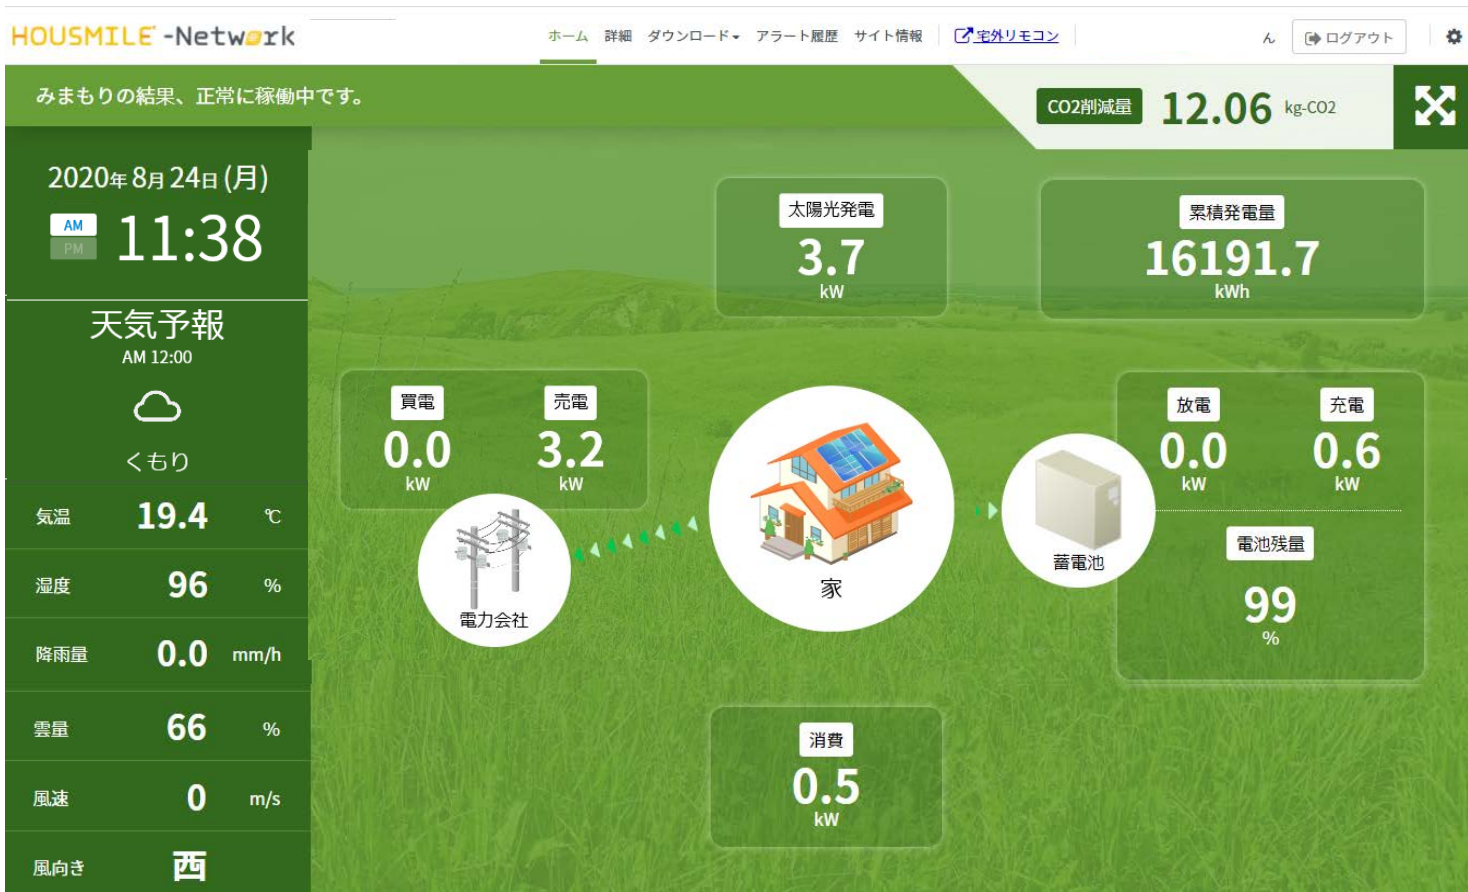 HOUSMILE-Network
ホーム 詳細 ダウンロード アラート履歴 サイト情報 宅外リモコン ん ログアウト
みまもりの結果、正常に稼働中です。
CO2削減量 12.06 kg-CO2
2020年8月24日(月)
AM
PM
11:38
天気予報
AM 12:00
くもり
気温 19.4 ℃
湿度 96 %
降雨量 0.0 mm/h
雲量 66 %
風速 0 m/s
風向き 西
太陽光発電
3.7
kW
累積発電量
16191.7
kWh
買電 売電
0.0 3.2
kW kW
電力会社
家
蓄電池
放電 充電
0.0 0.6
kW kW
電池残量
99
%
消費
0.5
kW